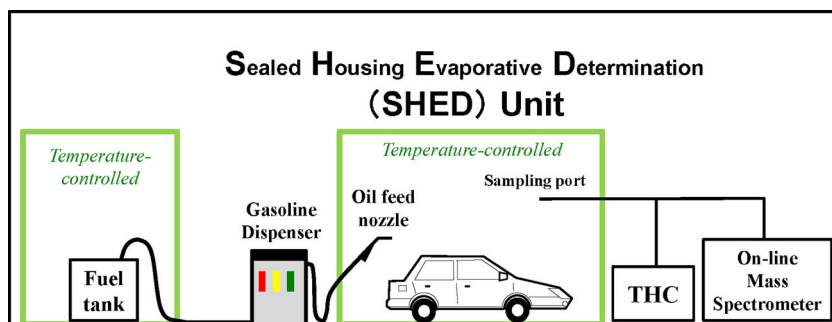 Sealed Housing Evaporative Determination
（SHED）Unit
Temperature-
controlled
Temperature-controlled
Sampling port
Oil feed
nozzle
Gasoline
Dispenser
Fuel
tank
THC
On-line
Mass
Spectrometer